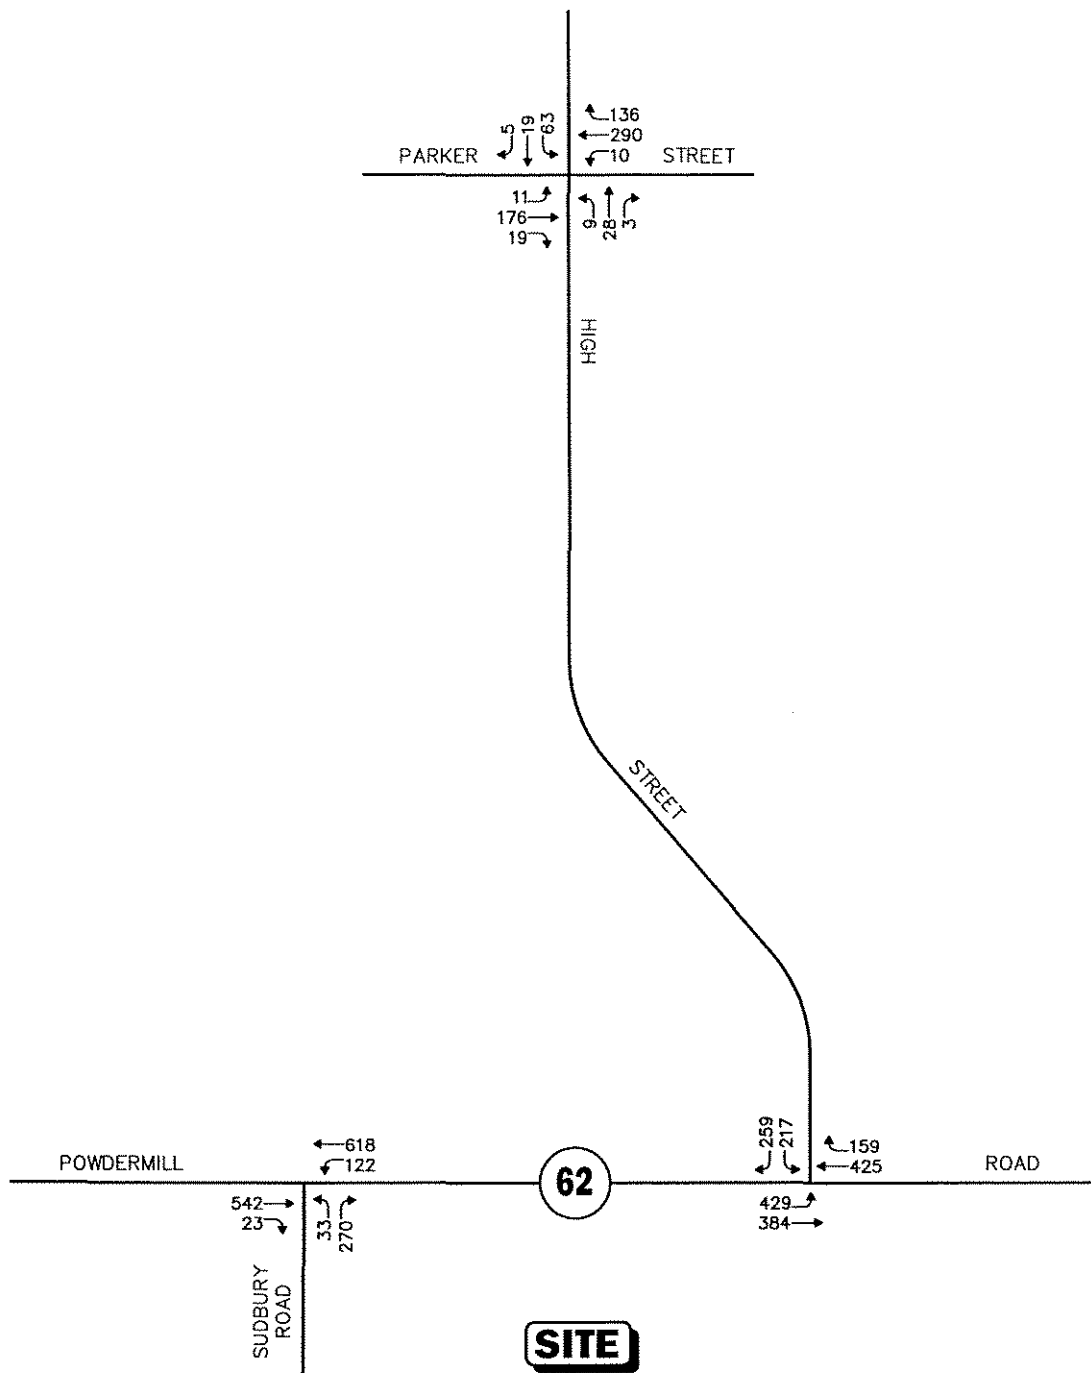 5 19 63
136
290
10
PARKER STREET
11
176
19
9 28 3
HIGH
STREET
618
122
POWDERMILL
62
259 217
159
425
ROAD
542
23
33 270
429
384
SUDBURY
ROAD
SITE